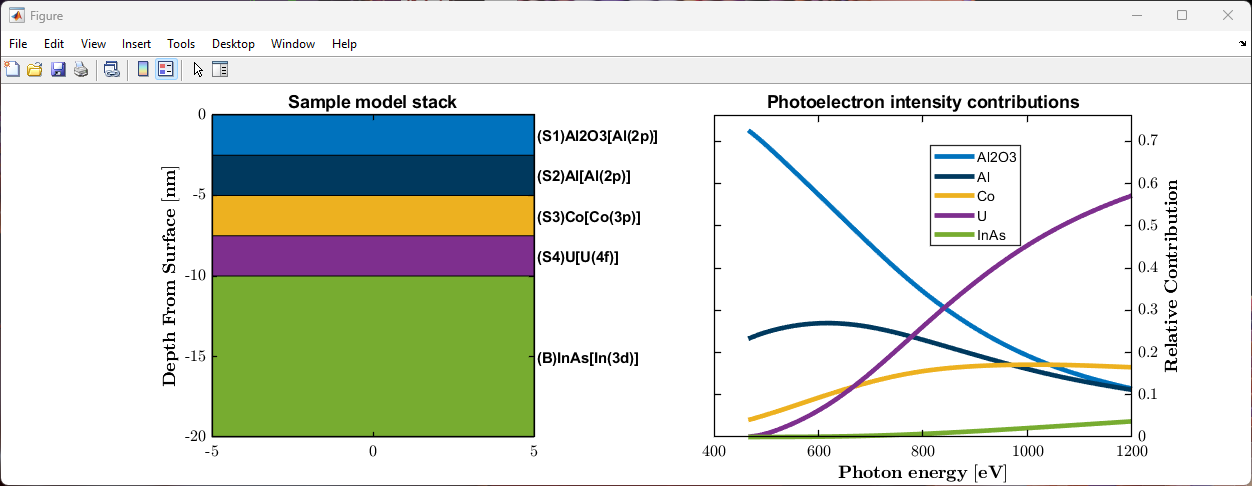 Figure
File Edit View Insert Tools Desktop Window Help
Sample model stack
Depth From Surface [nm]
0
-5
-10
-15
-20
-5 0 5
(S1)Al2O3[Al(2p)]
(S2)Al[Al(2p)]
(S3)Co[Co(3p)]
(S4)U[U(4f)]
(B)InAs[In(3d)]
Photoelectron intensity contributions
Al2O3
Al
Co
U
InAs
0.7
0.6
0.5
0.4
0.3
0.2
0.1
0
Relative Contribution
400 600 800 1000 1200
Photon energy [eV]